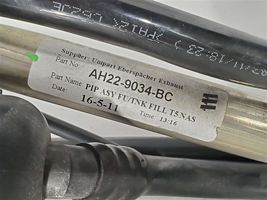 Supplier: Unipart Eberspächer Exhaust
Part No:
AH22-9034-BC
Part Name: PIP ASY FU/TNK FILL T5 NAS
Date: 16-5-11 Time: 13:16